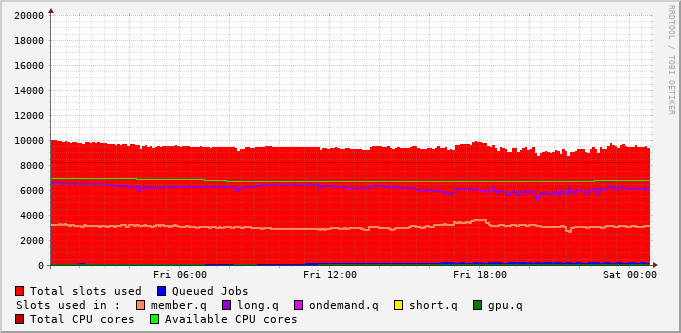 20000
18000
16000
14000
12000
10000
8000
6000
4000
2000
0
Fri 06:00 Fri 12:00 Fri 18:00 Sat 00:00
Total slots used Queued Jobs
Slots used in : member.q long.q ondemand.q short.q gpu.q
Total CPU cores Available CPU cores
RRDTOOL / TOBI OETIKER